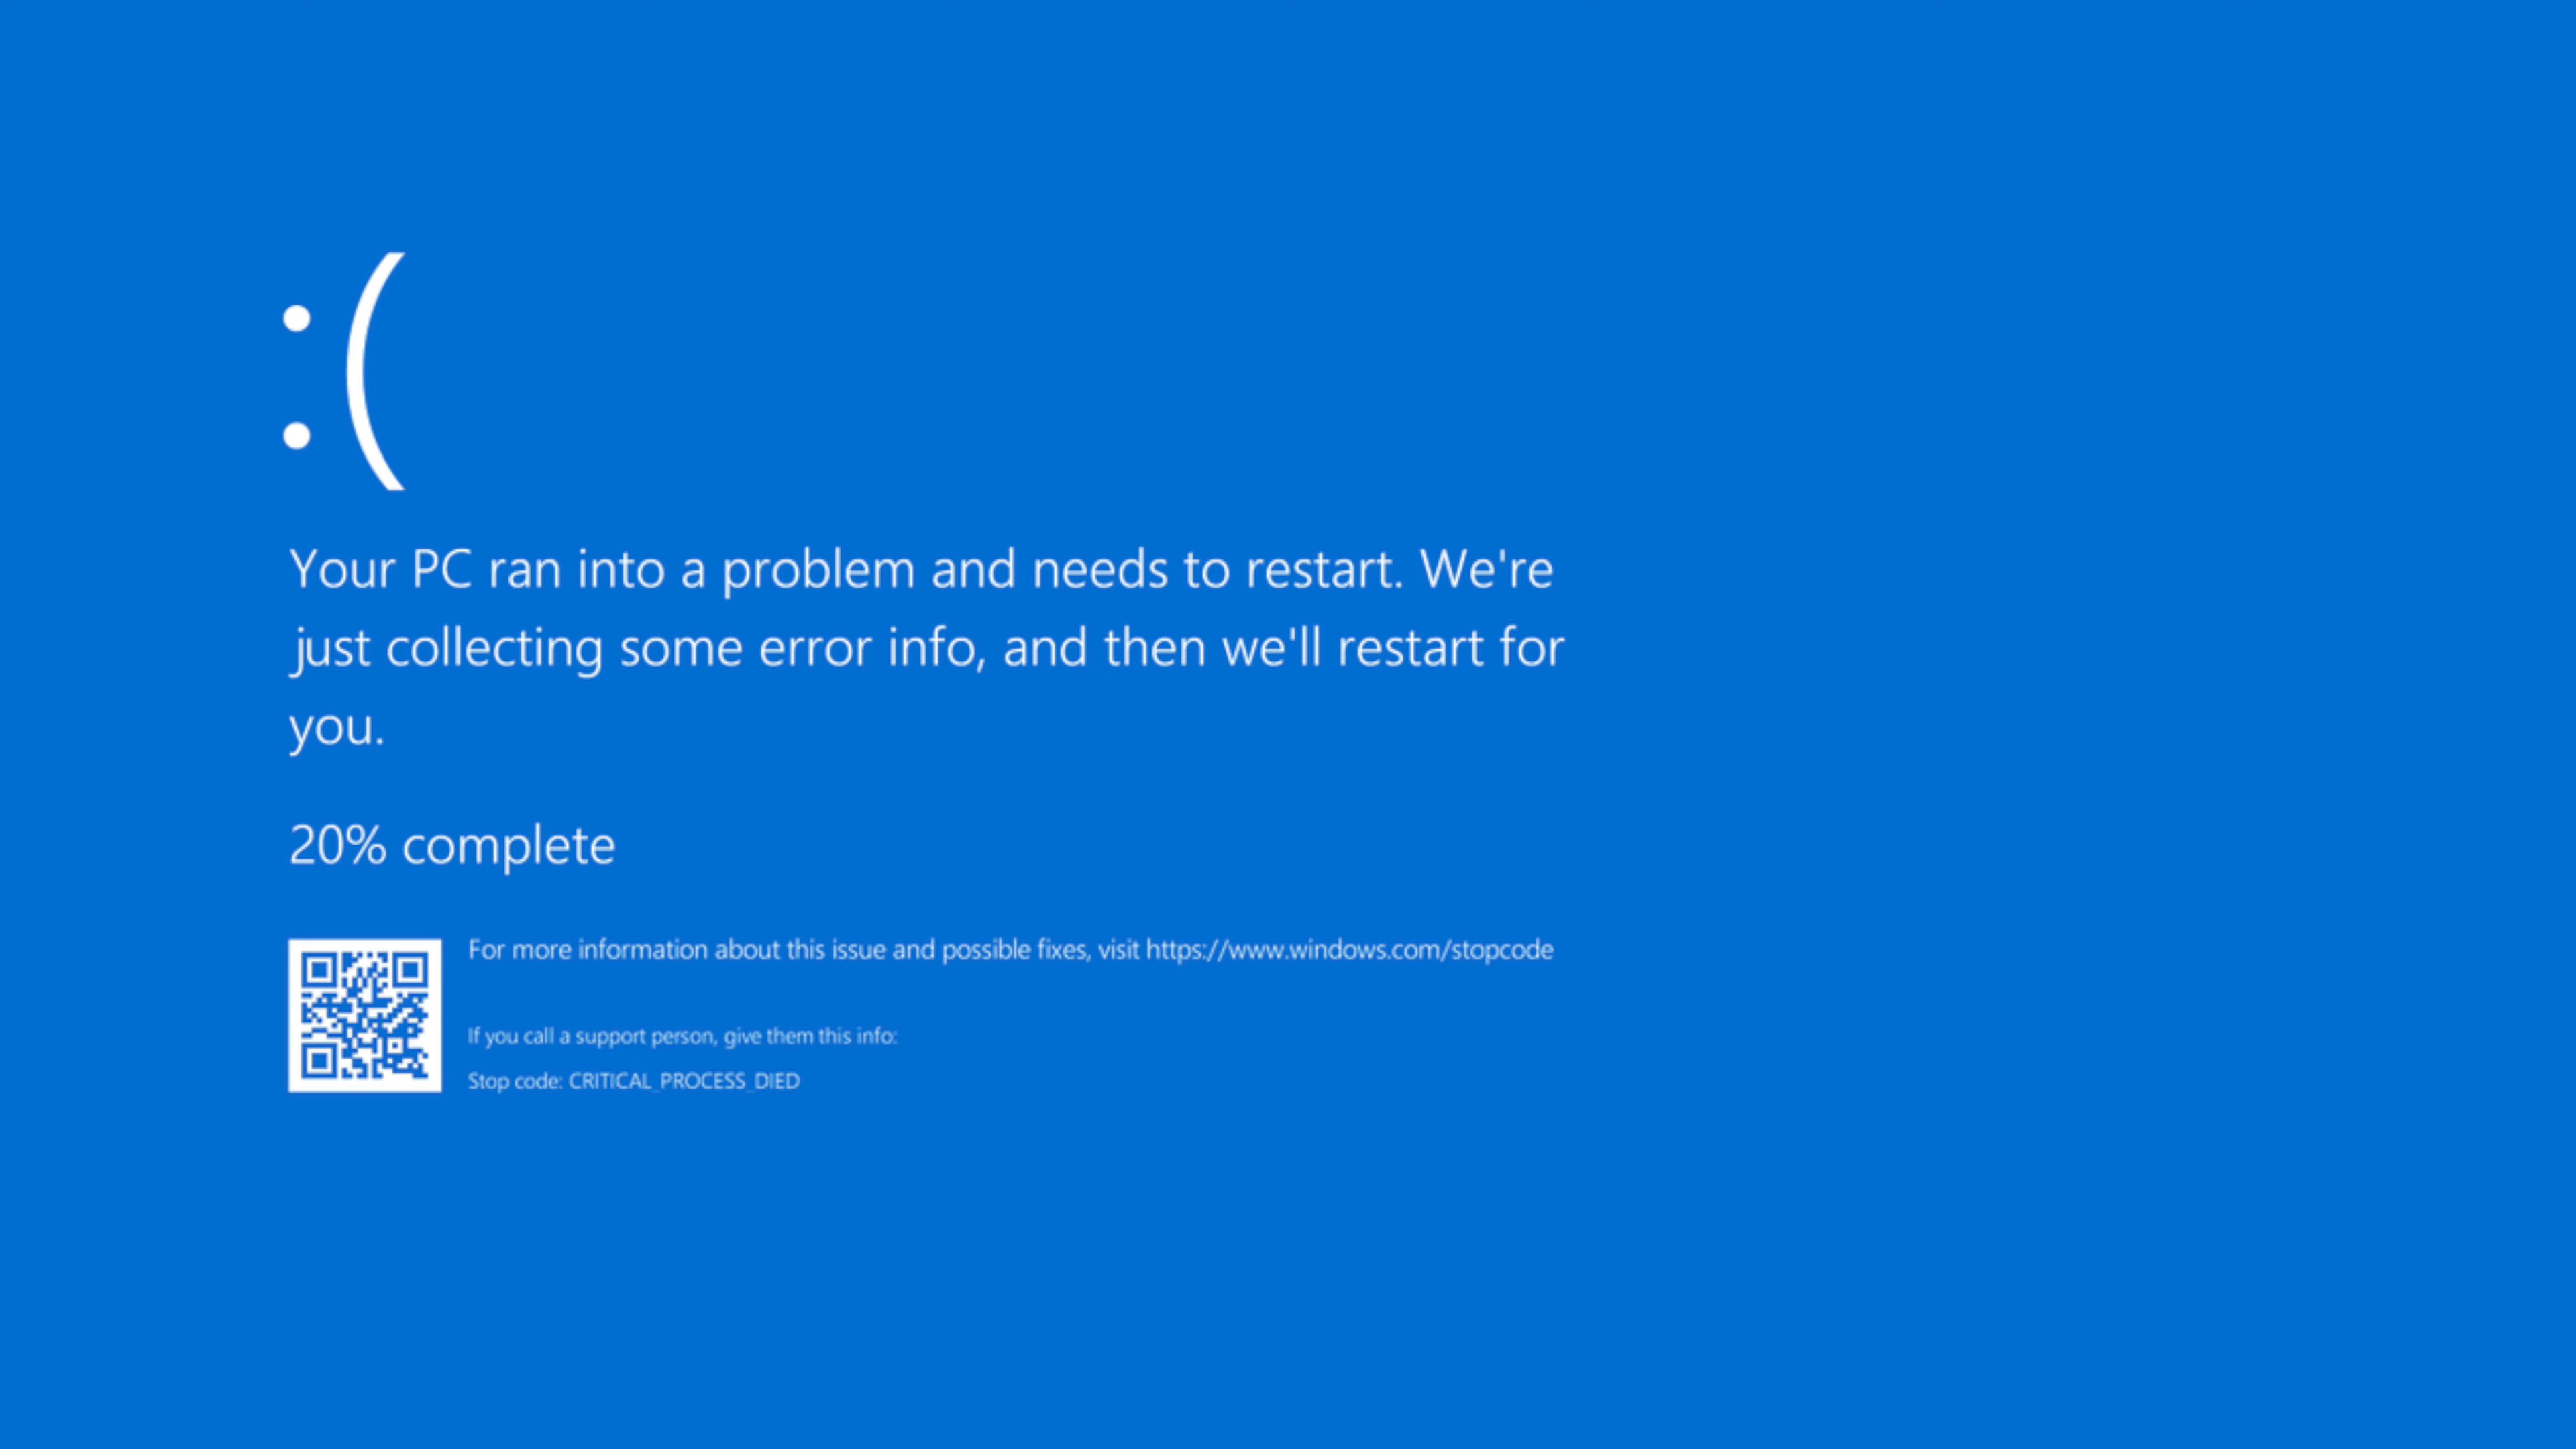 :(
Your PC ran into a problem and needs to restart. We're
just collecting some error info, and then we'll restart for
you.
20% complete
For more information about this issue and possible fixes, visit https://www.windows.com/stopcode
If you call a support person, give them this info:
Stop code: CRITICAL_PROCESS_DIED